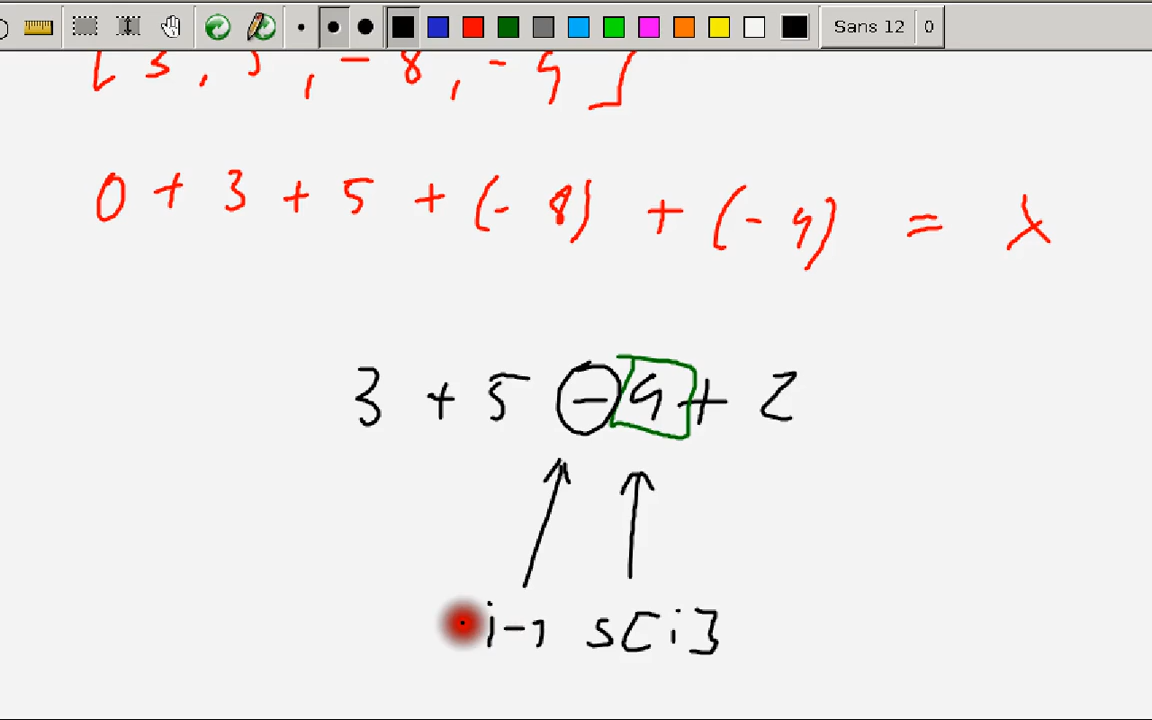 Sans 12 0
[ 3 , 5 , - 8 , - 9 ]
0 + 3 + 5 + (- 8) + (- 9) = x
3 + 5 - 9 + 2
i-1 s[i]